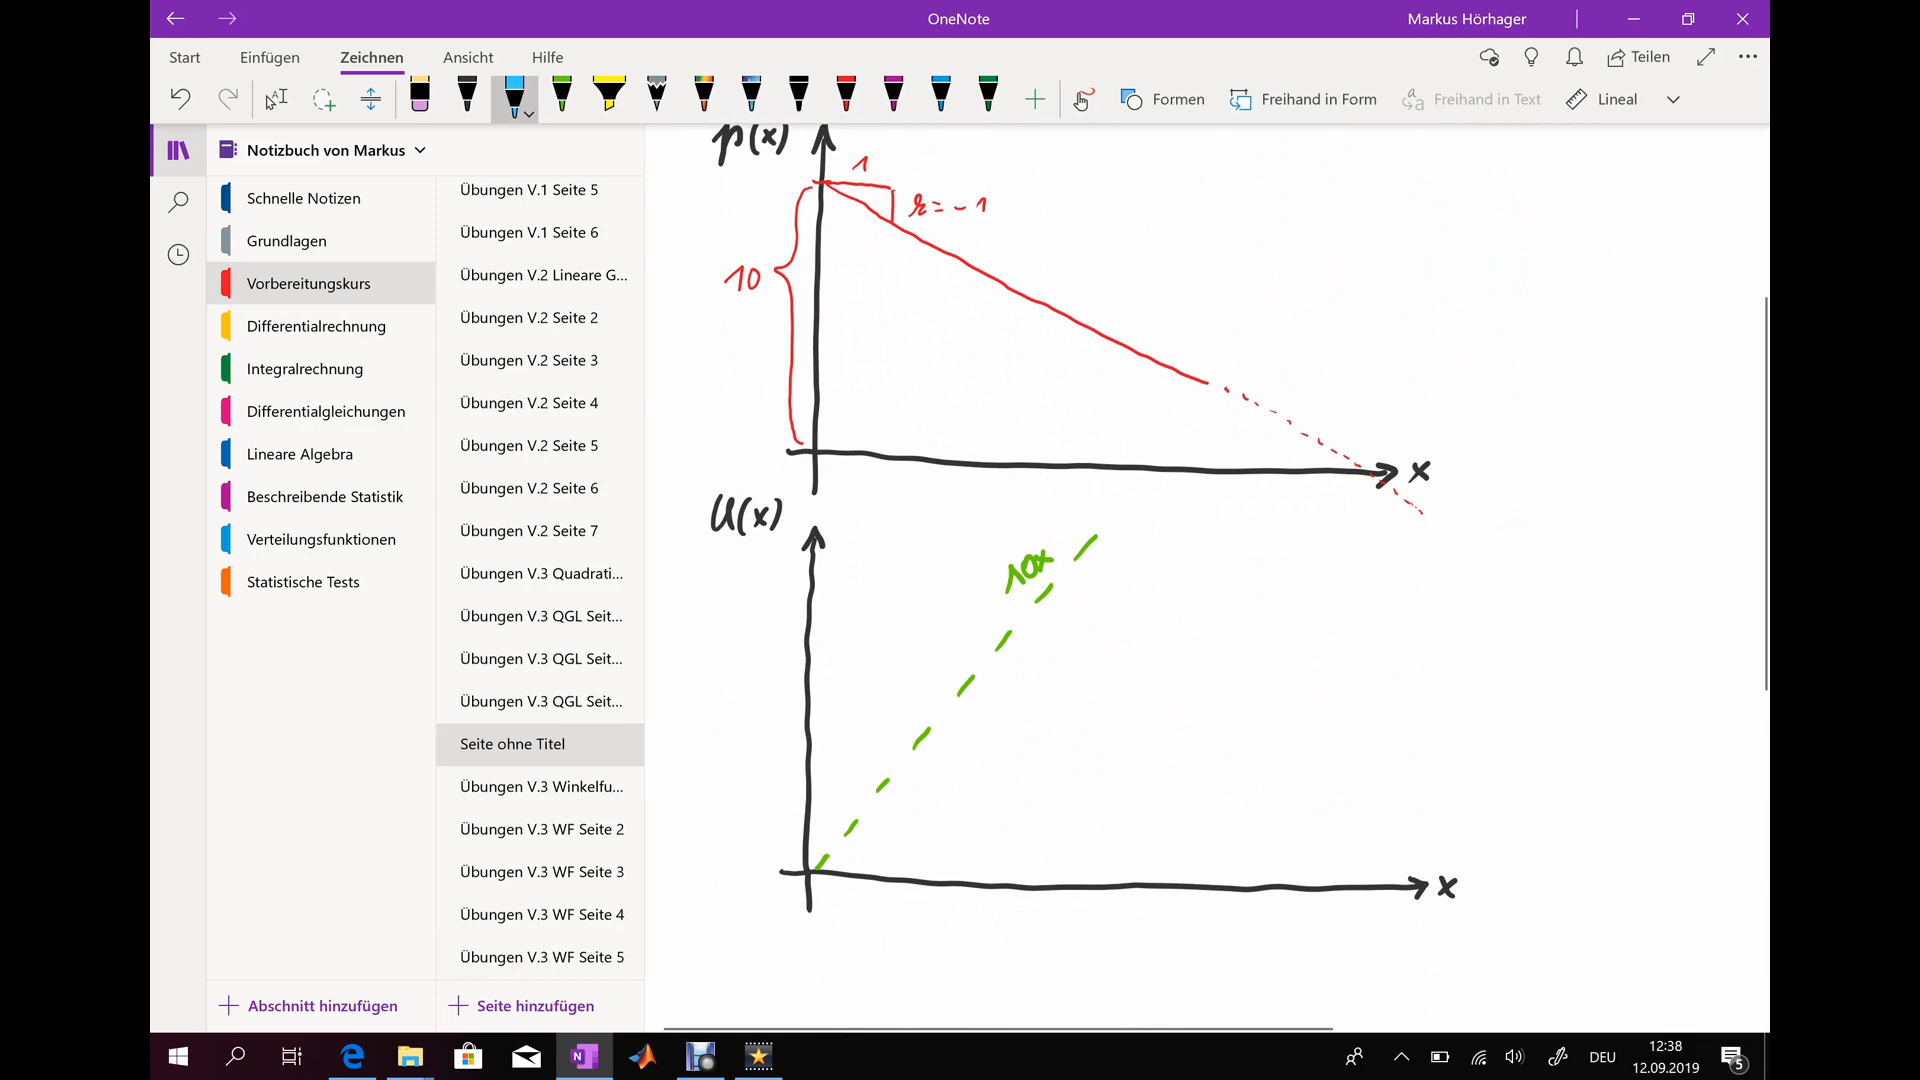 OneNote
Markus Hörhager
Start
Einfügen
Zeichnen
Ansicht
Hilfe
Teilen
Formen
Freihand in Form
Freihand in Text
Lineal
Notizbuch von Markus
Schnelle Notizen
Grundlagen
Vorbereitungskurs
Differentialrechnung
Integralrechnung
Differentialgleichungen
Lineare Algebra
Beschreibende Statistik
Verteilungsfunktionen
Statistische Tests
Abschnitt hinzufügen
Übungen V.1 Seite 5
Übungen V.1 Seite 6
Übungen V.2 Lineare G...
Übungen V.2 Seite 2
Übungen V.2 Seite 3
Übungen V.2 Seite 4
Übungen V.2 Seite 5
Übungen V.2 Seite 6
Übungen V.2 Seite 7
Übungen V.3 Quadrati...
Übungen V.3 QGL Seit...
Übungen V.3 QGL Seit...
Übungen V.3 QGL Seit...
Seite ohne Titel
Übungen V.3 Winkelfu...
Übungen V.3 WF Seite 2
Übungen V.3 WF Seite 3
Übungen V.3 WF Seite 4
Übungen V.3 WF Seite 5
Seite hinzufügen
p(x)
1
k = -1
10
x
U(x)
10x
x
DEU
12:38
12.09.2019
5